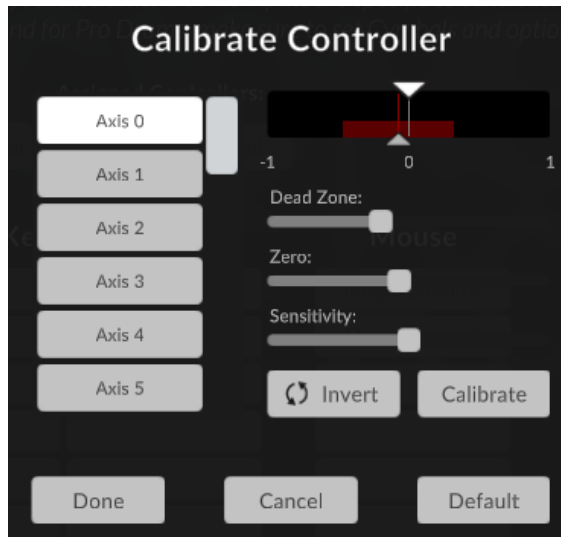 Calibrate Controller
Axis 0
Axis 1
Axis 2
Axis 3
Axis 4
Axis 5
-1 0 1
Dead Zone:
Zero:
Sensitivity:
Mouse
Invert
Calibrate
Done
Cancel
Default